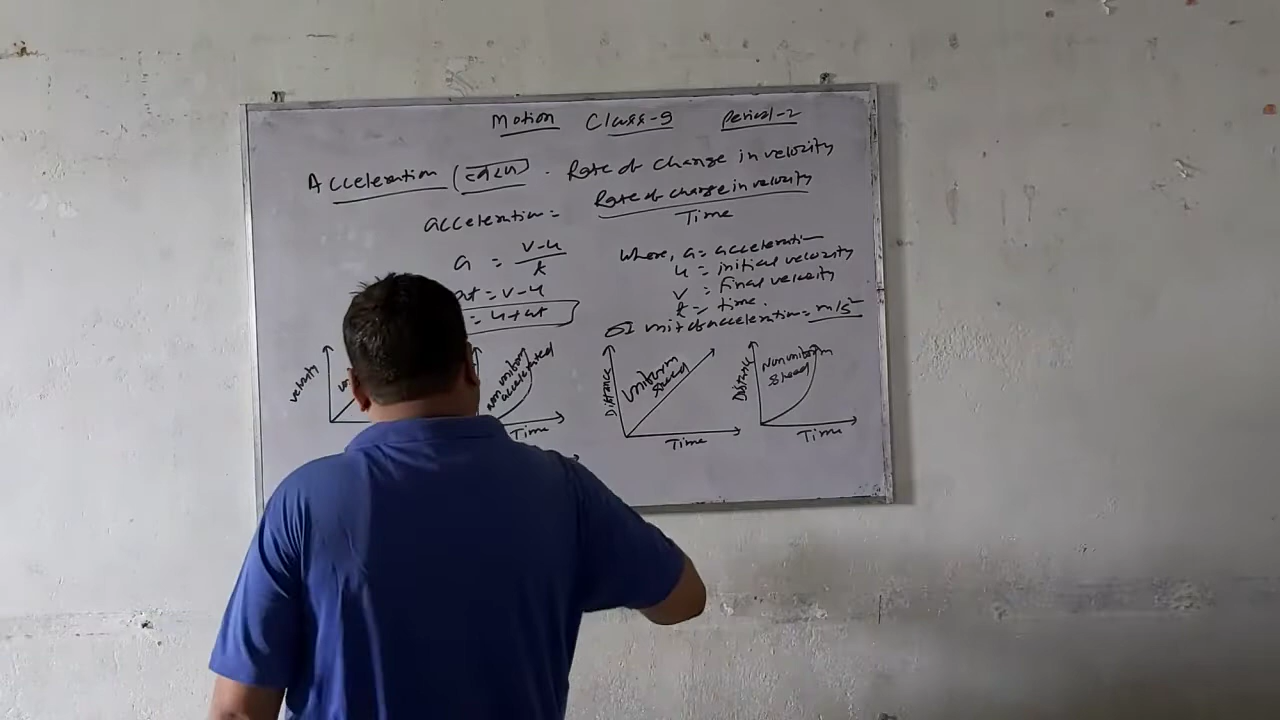 Motion Class-9 Period-2
Acceleration ( ) . Rate of change in velocity
acceleration = Rate of change in velocity
Time
a = v-u
t
at = v-u
= u+at
Where, a = acceleration
u = initial velocity
v = Final velocity
t = time.
SI unit of acceleration = m/s²
Velocity
non uniform
accelerated
Time
Distance
Uniform
Speed
Time
Distance
Non uniform
Speed
Time